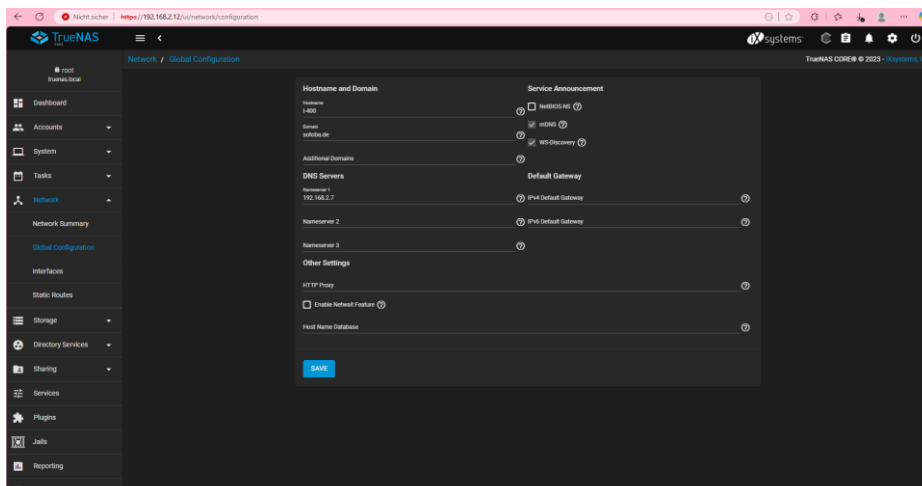 Nicht sicher https://192.168.2.12/ui/network/configuration
TrueNAS
CORE
systems
Network / Global Configuration
TrueNAS CORE® © 2023 - iXsystems, I
root
truenas.local
Dashboard
Accounts
System
Tasks
Network
Network Summary
Global Configuration
Interfaces
Static Routes
Storage
Directory Services
Sharing
Services
Plugins
Jails
Reporting
Hostname and Domain
Hostname
I-400
Domain
sotoba.de
Additional Domains
DNS Servers
Nameserver 1
192.168.2.7
Nameserver 2
Nameserver 3
Service Announcement
NetBIOS-NS
mDNS
WS-Discovery
Default Gateway
IPv4 Default Gateway
IPv6 Default Gateway
Other Settings
HTTP Proxy
Enable Netwait Feature
Host Name Database
SAVE